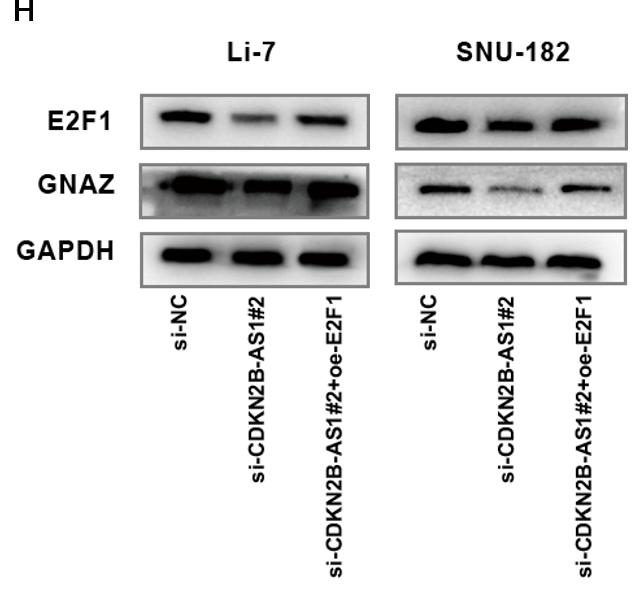 H
Li-7
SNU-182
E2F1
GNAZ
GAPDH
si-NC
si-CDKN2B-AS1#2
si-CDKN2B-AS1#2+oe-E2F1
si-NC
si-CDKN2B-AS1#2
si-CDKN2B-AS1#2+oe-E2F1